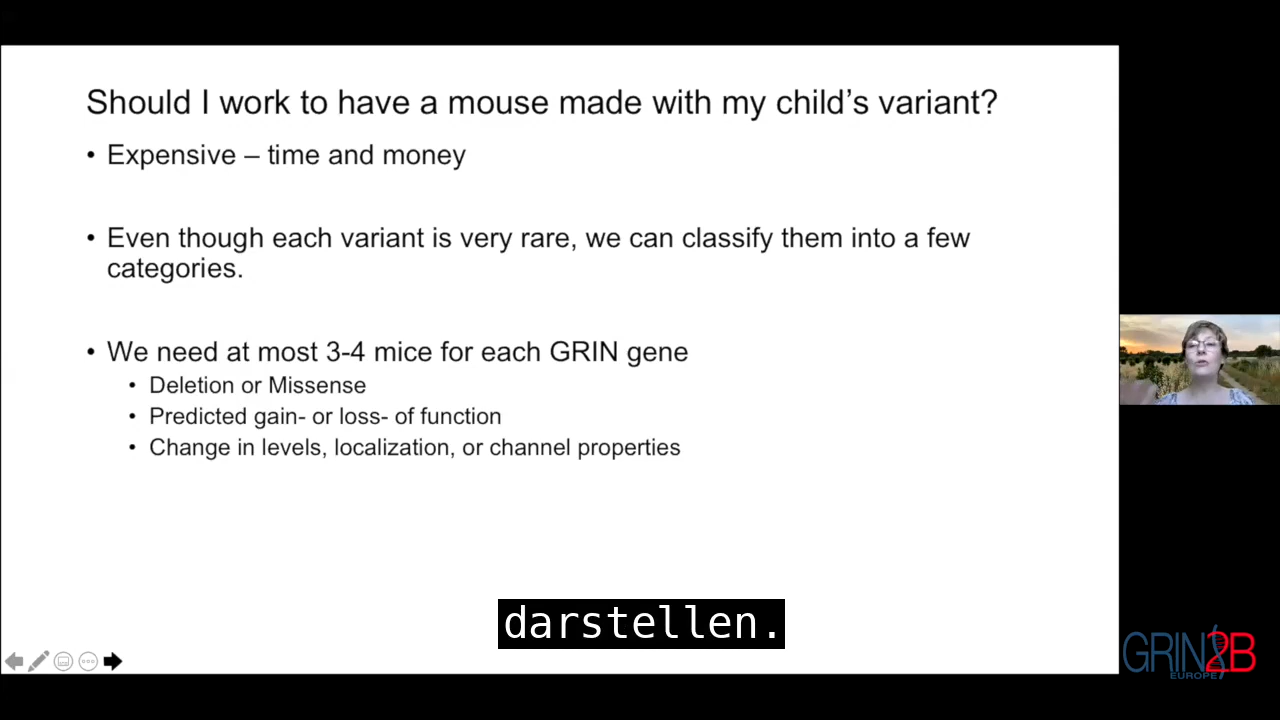 Should I work to have a mouse made with my child's variant?
• Expensive – time and money
• Even though each variant is very rare, we can classify them into a few
categories.
• We need at most 3-4 mice for each GRIN gene
• Deletion or Missense
• Predicted gain- or loss- of function
• Change in levels, localization, or channel properties
darstellen.
GRIN2B
EUROPE